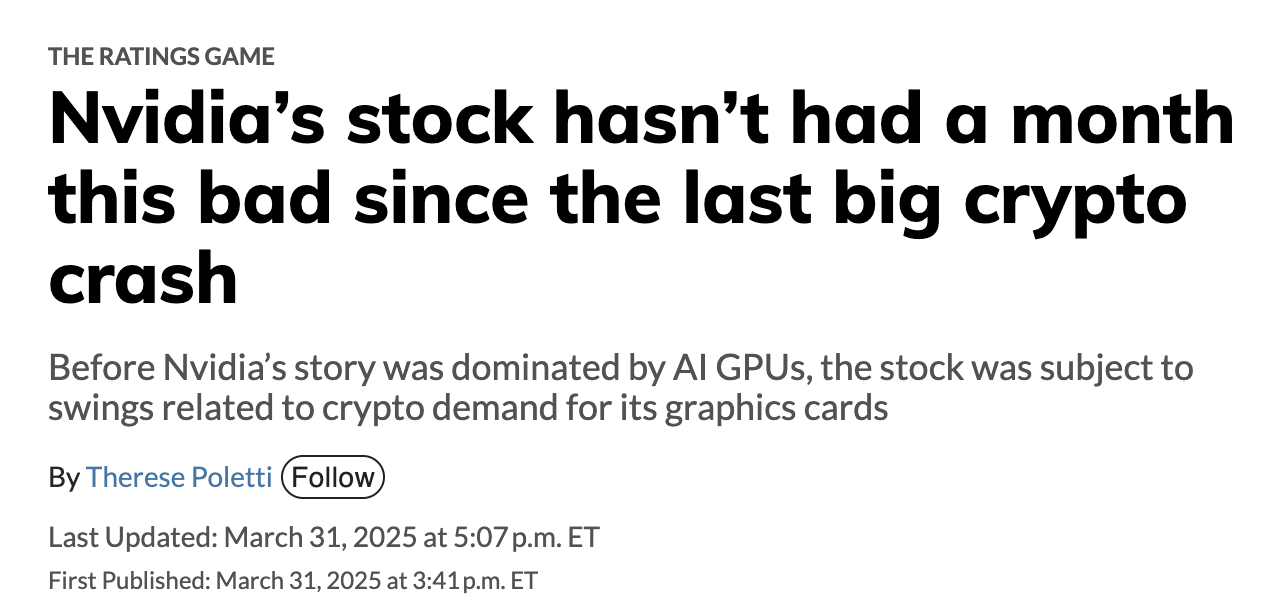 THE RATINGS GAME
Nvidia’s stock hasn’t had a month
this bad since the last big crypto
crash
Before Nvidia’s story was dominated by AI GPUs, the stock was subject to
swings related to crypto demand for its graphics cards
By Therese Poletti Follow
Last Updated: March 31, 2025 at 5:07 p.m. ET
First Published: March 31, 2025 at 3:41 p.m. ET